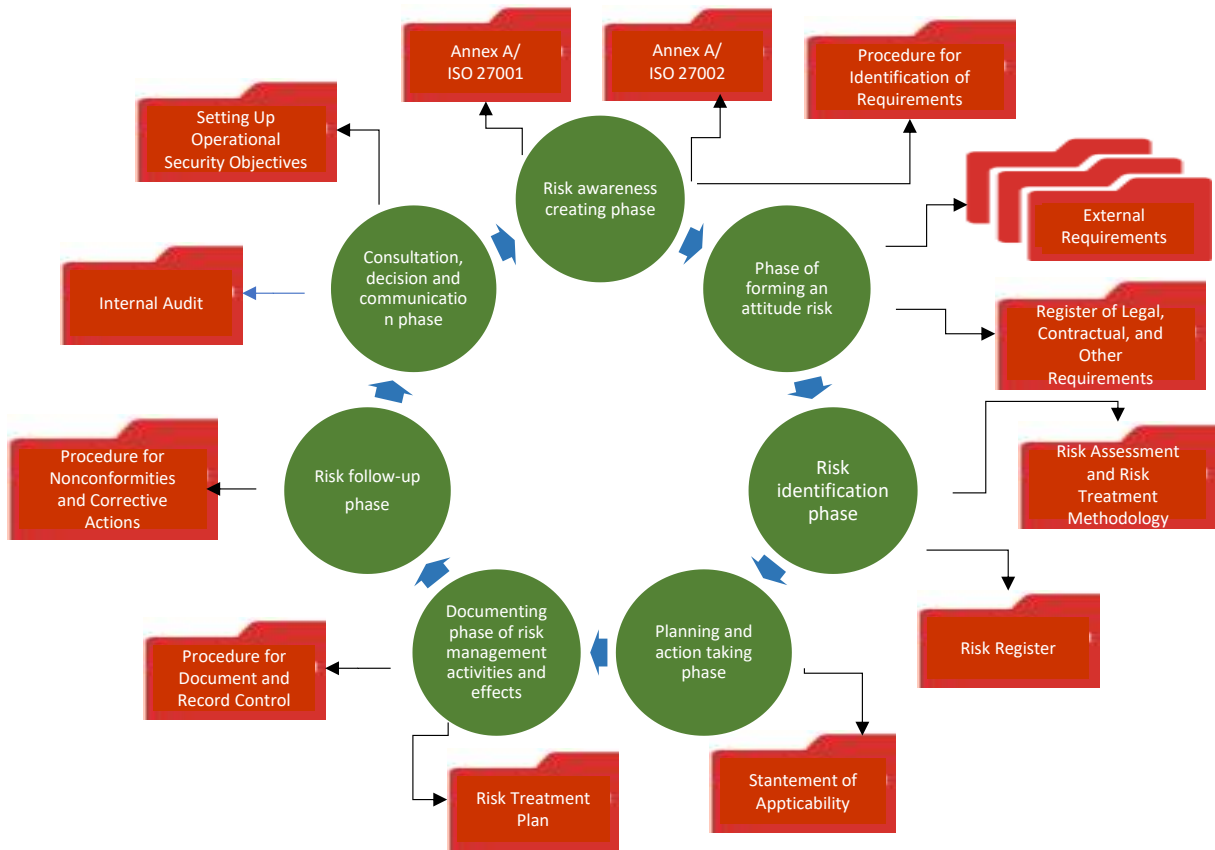 Annex A/
ISO 27001
Annex A/
ISO 27002
Procedure for
Identification of
Requirements
Setting Up
Operational
Security Objectives
Risk awareness
creating phase
External
Requirements
Consultation,
decision and
communicatio
n phase
Phase of
forming an
attitude risk
Internal Audit
Register of Legal,
Contractual, and
Other
Requirements
Procedure for
Nonconformities
and Corrective
Actions
Risk follow-up
phase
Risk
identification
phase
Risk Assessment
and Risk
Treatment
Methodology
Documenting
phase of risk
management
activities and
effects
Planning and
action taking
phase
Risk Register
Procedure for
Document and
Record Control
Risk Treatment
Plan
Stantement of
Appticability